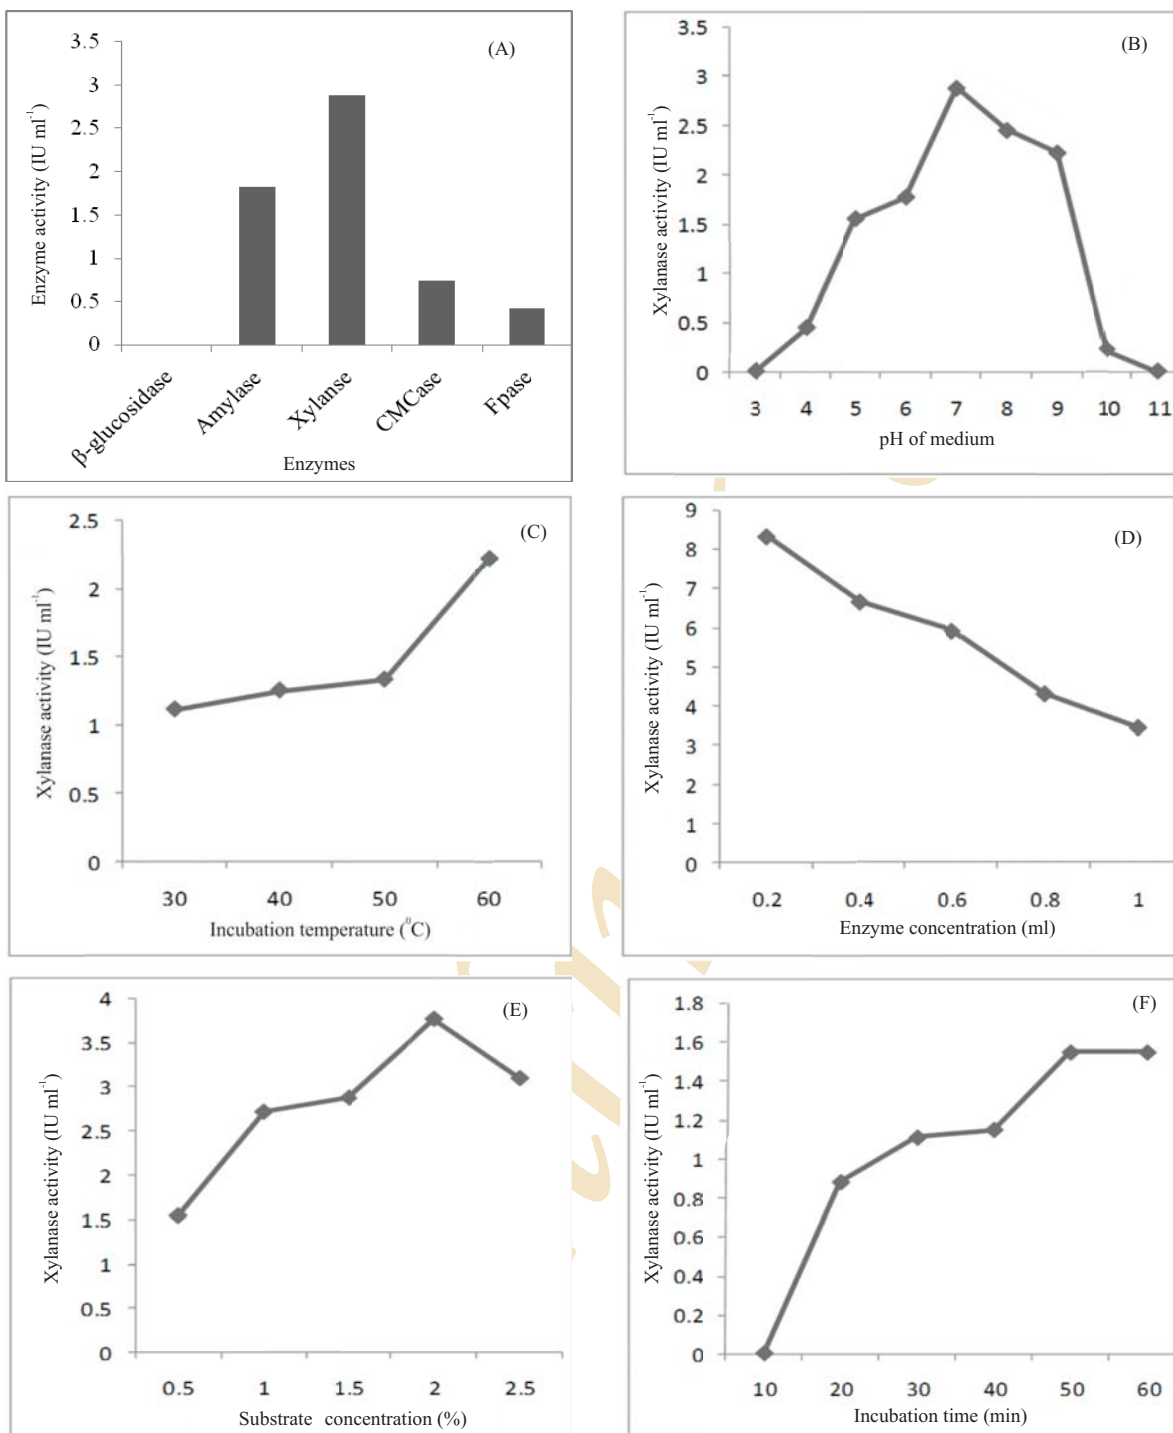 (A)
Enzyme activity (IU ml⁻¹)
3.5
3
2.5
2
1.5
1
0.5
0
β-glucosidase
Amylase
Xylanse
CMCase
Fpase
Enzymes
(B)
Xylanase activity (IU ml⁻¹)
3.5
3
2.5
2
1.5
1
0.5
0
3 4 5 6 7 8 9 10 11
pH of medium
(C)
Xylanase activity (IU ml⁻¹)
2.5
2
1.5
1
0.5
0
30 40 50 60
Incubation temperature (⁰C)
(D)
Xylanase activity (IU ml⁻¹)
9
8
7
6
5
4
3
2
1
0
0.2 0.4 0.6 0.8 1
Enzyme concentration (ml)
(E)
Xylanase activity (IU ml⁻¹)
4
3.5
3
2.5
2
1.5
1
0.5
0
0.5 1 1.5 2 2.5
Substrate concentration (%)
(F)
Xylanase activity (IU ml⁻¹)
1.8
1.6
1.4
1.2
1
0.8
0.6
0.4
0.2
0
10 20 30 40 50 60
Incubation time (min)